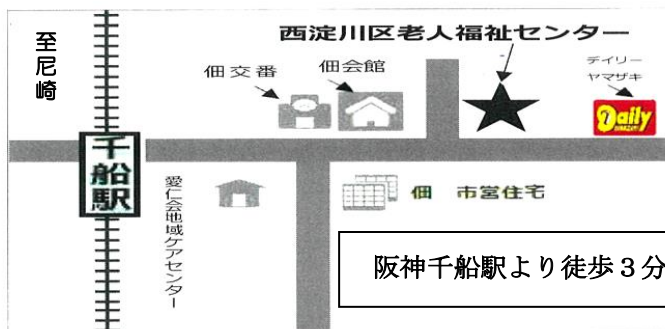 至尼崎
西淀川区老人福祉センター
佃交番
佃会館
デイリー
ヤマザキ
Daily
千船駅
愛仁会地域ケアセンター
佃 市営住宅
阪神千船駅より徒歩3分